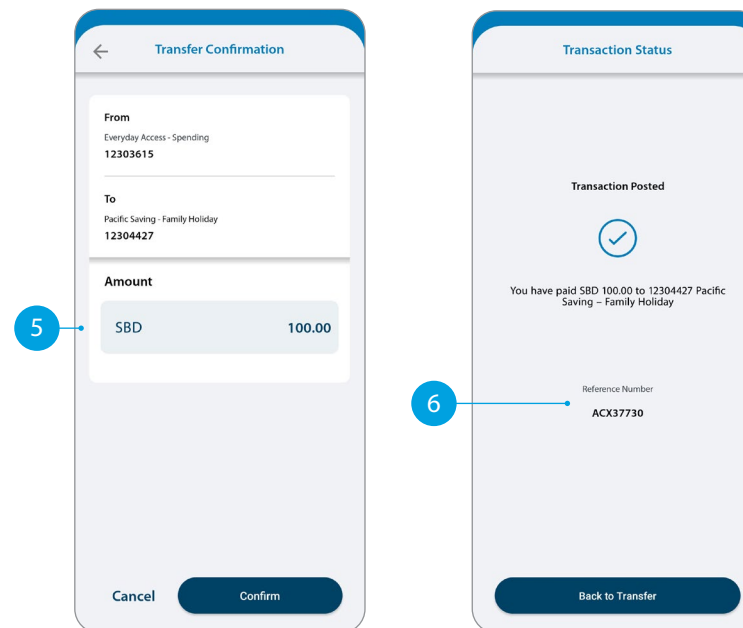 Transfer Confirmation
From
Everyday Access - Spending
12303615
To
Pacific Saving - Family Holiday
12304427
Amount
5
SBD 100.00
Cancel Confirm
Transaction Status
Transaction Posted
You have paid SBD 100.00 to 12304427 Pacific
Saving – Family Holiday
Reference Number
6
ACX37730
Back to Transfer